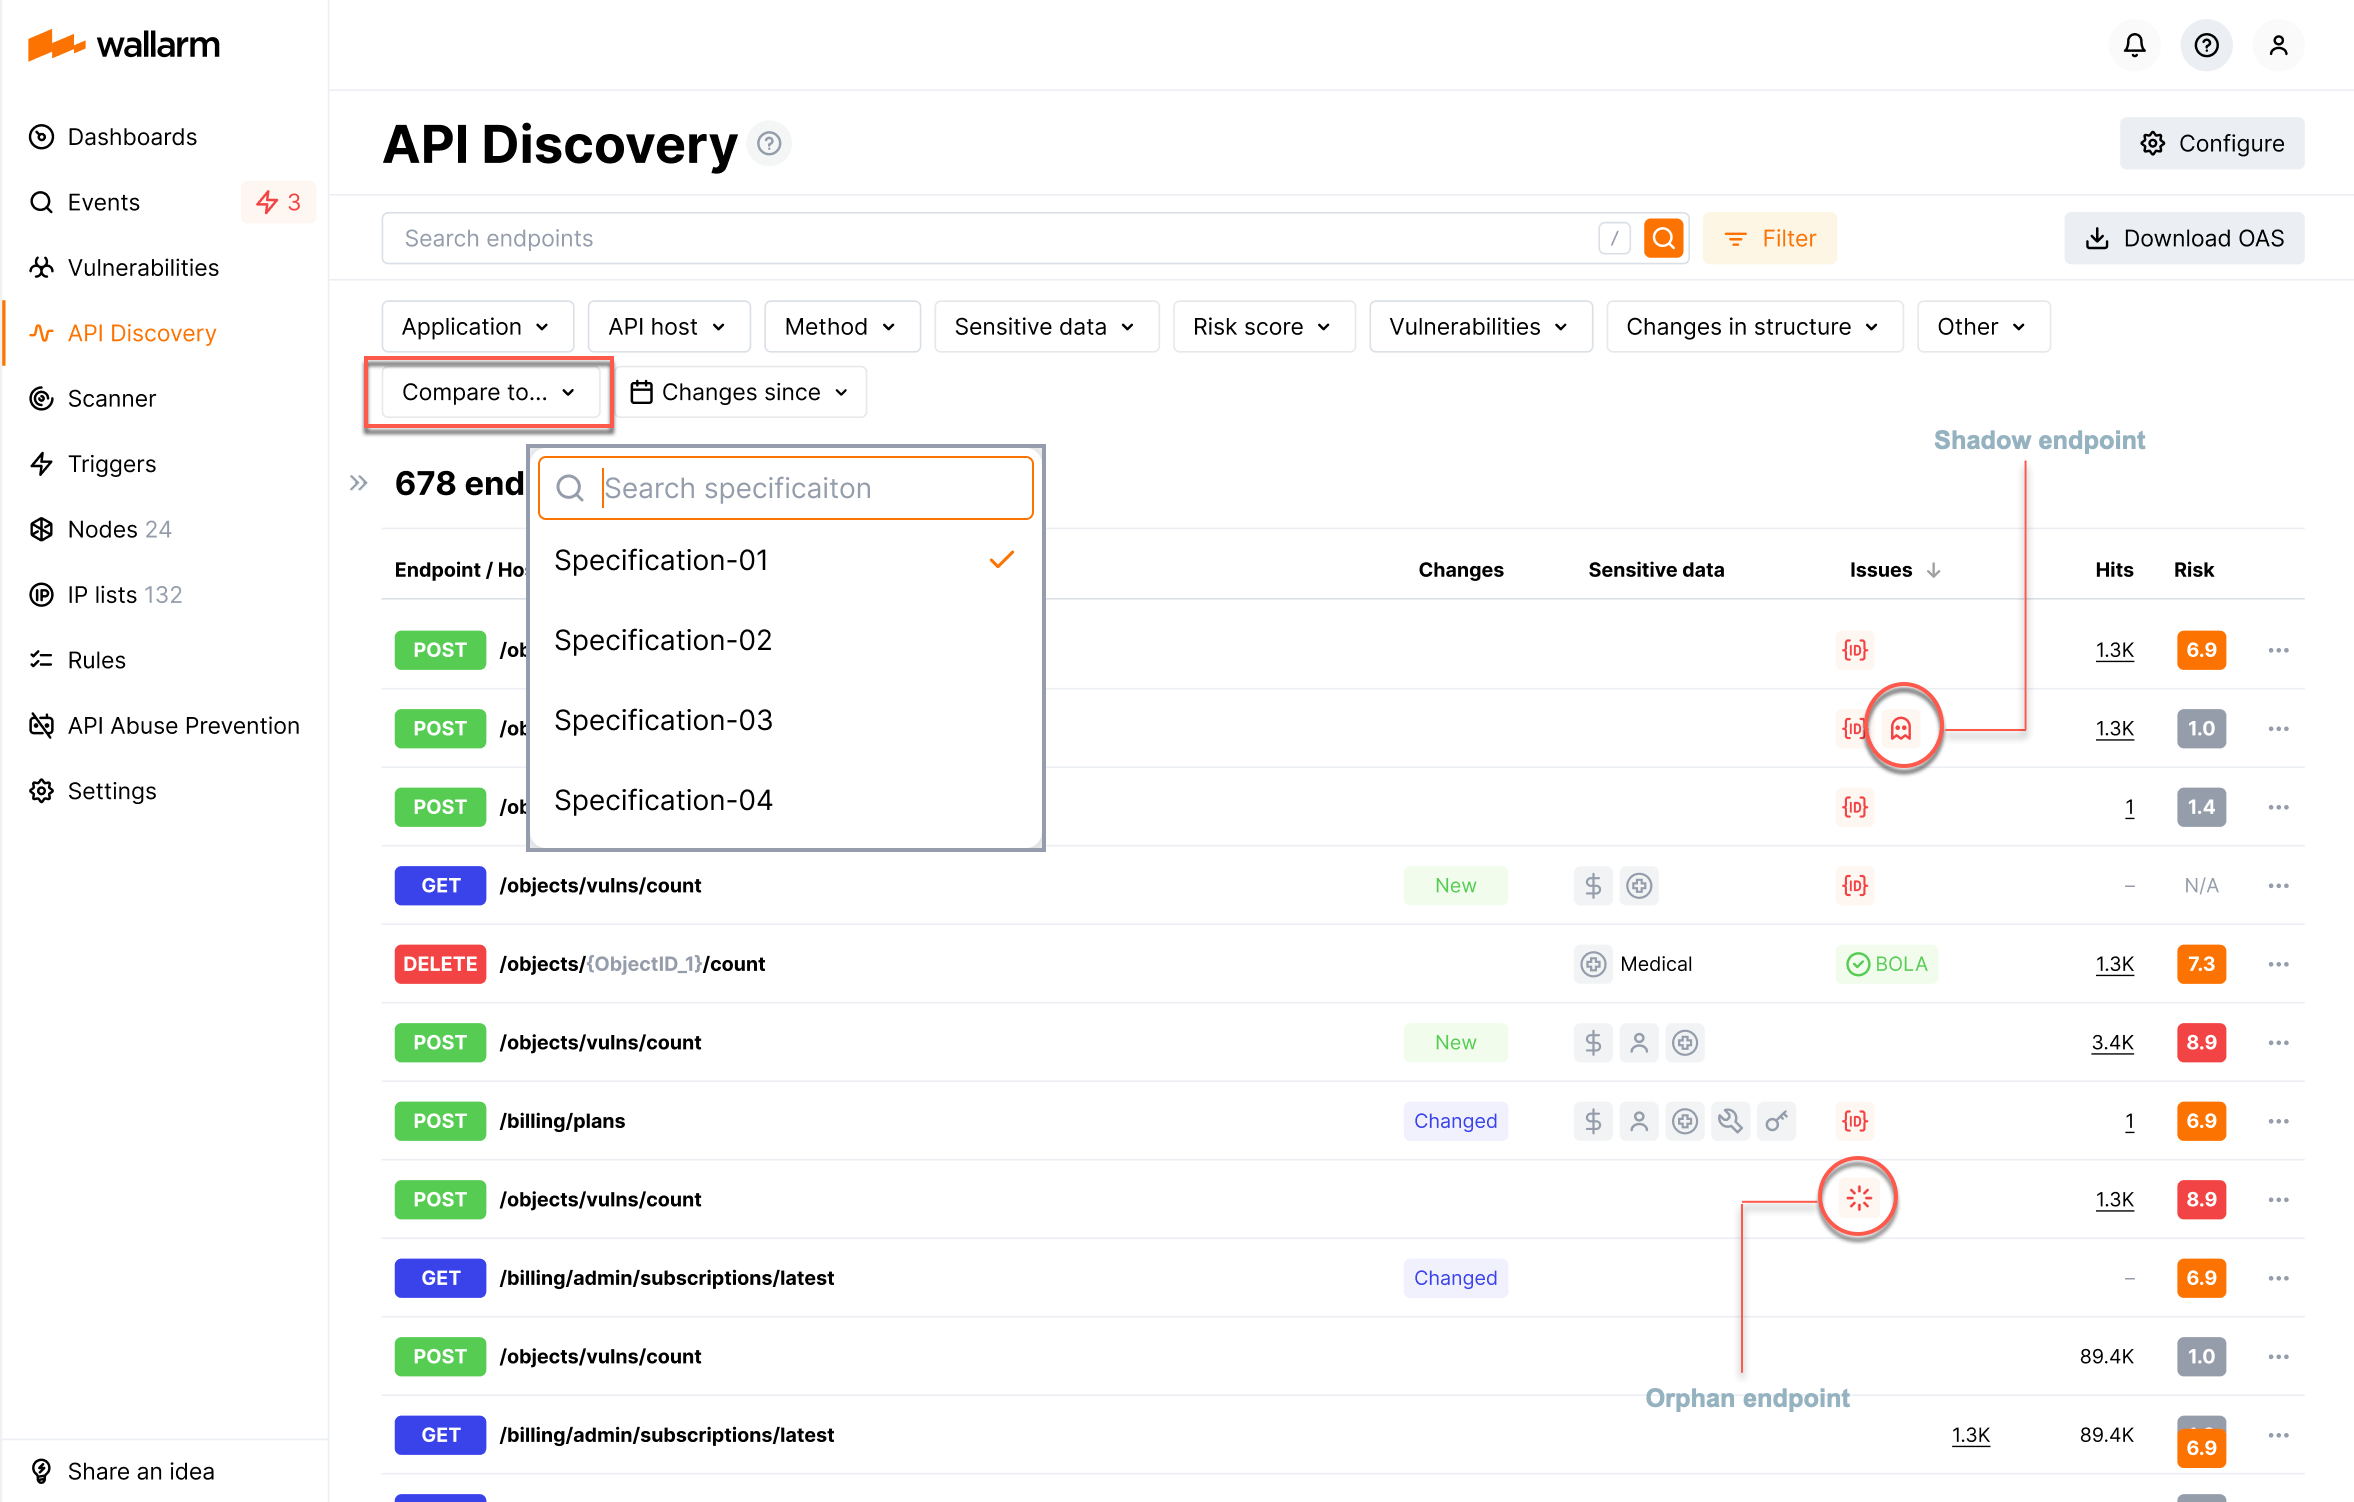 wallarm
Dashboards
Events 3
Vulnerabilities
API Discovery
Scanner
Triggers
Nodes 24
IP lists 132
Rules
API Abuse Prevention
Settings
Share an idea
API Discovery ?
Configure
Search endpoints /
Filter
Download OAS
Application
API host
Method
Sensitive data
Risk score
Vulnerabilities
Changes in structure
Other
Compare to...
Changes since
Shadow endpoint
678 end
Search specificaiton
Specification-01
Specification-02
Specification-03
Specification-04
Endpoint / Ho Changes Sensitive data Issues Hits Risk
POST /ob {ID} 1.3K 6.9
POST /ob {ID} 1.3K 1.0
POST /ob {ID} 1 1.4
GET /objects/vulns/count New $ {ID} – N/A
DELETE /objects/{ObjectID_1}/count Medical BOLA 1.3K 7.3
POST /objects/vulns/count New $ 3.4K 8.9
POST /billing/plans Changed $ {ID} 1 6.9
POST /objects/vulns/count 1.3K 8.9
GET /billing/admin/subscriptions/latest Changed – 6.9
POST /objects/vulns/count 89.4K 1.0
Orphan endpoint
GET /billing/admin/subscriptions/latest 1.3K 89.4K 6.9